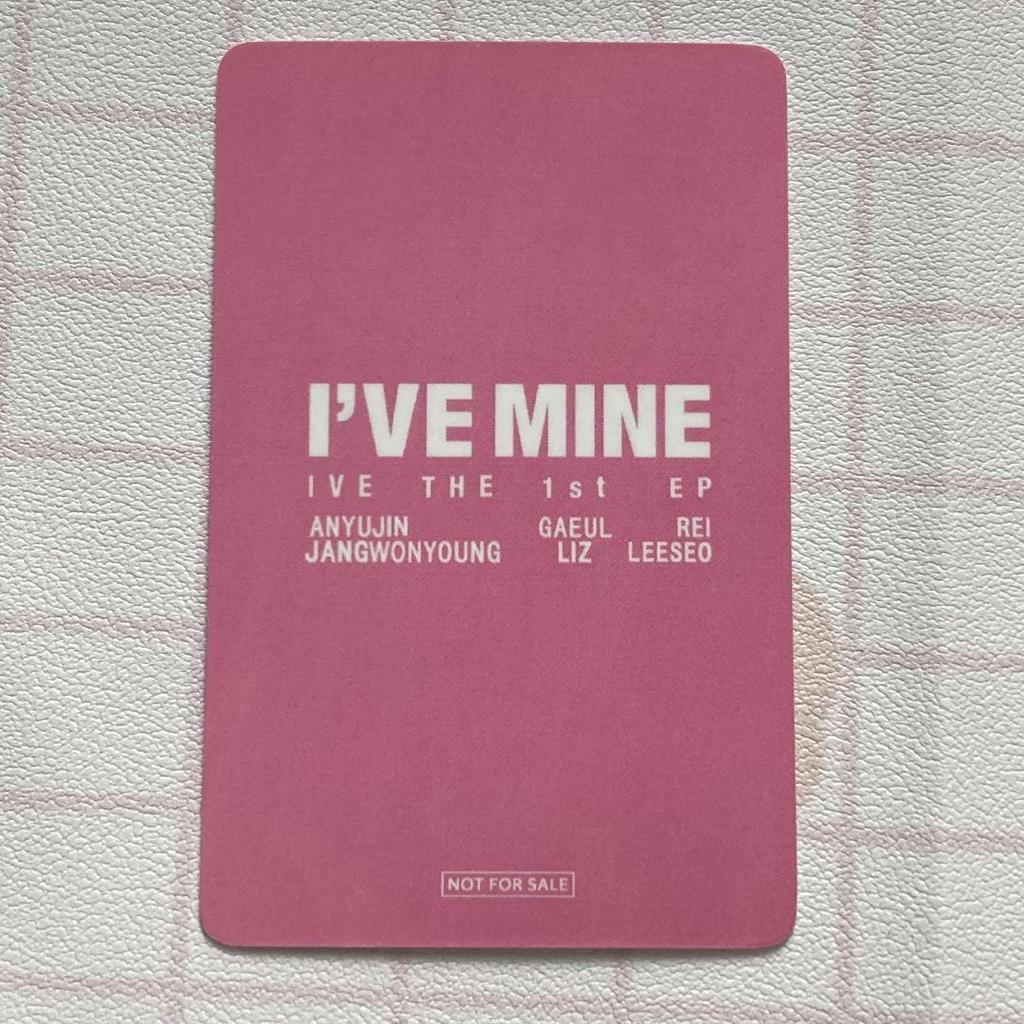 I'VE MINE
IVE THE 1st EP
ANYUJIN GAEUL REI
JANGWONYOUNG LIZ LEESEO
NOT FOR SALE